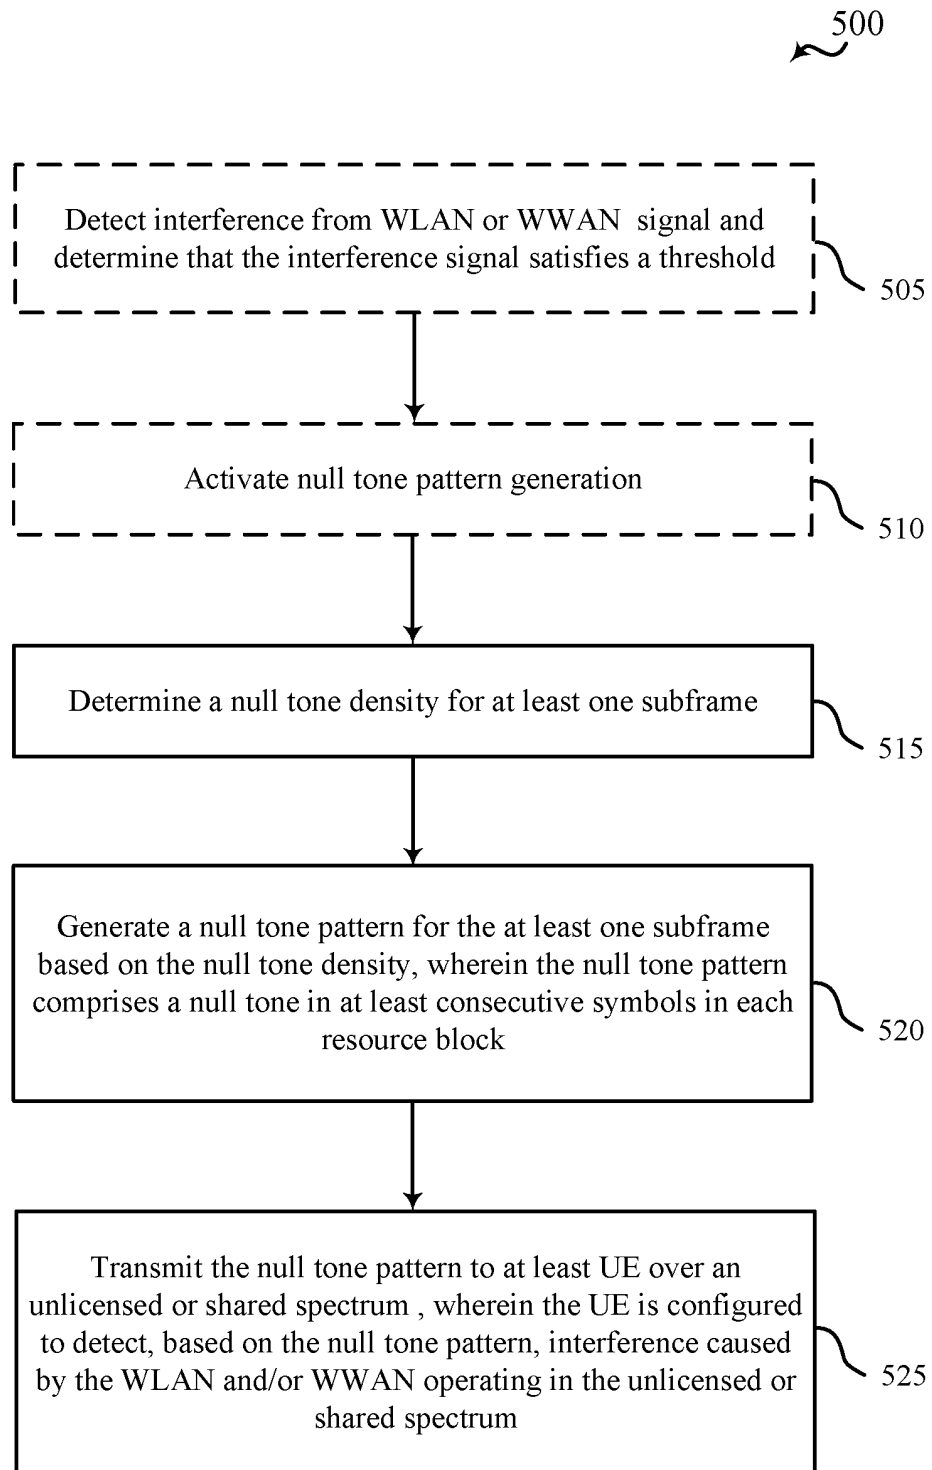 500
Detect interference from WLAN or WWAN signal and
determine that the interference signal satisfies a threshold
505
Activate null tone pattern generation
510
Determine a null tone density for at least one subframe
515
Generate a null tone pattern for the at least one subframe
based on the null tone density, wherein the null tone pattern
comprises a null tone in at least consecutive symbols in each
resource block
520
Transmit the null tone pattern to at least UE over an
unlicensed or shared spectrum , wherein the UE is configured
to detect, based on the null tone pattern, interference caused
by the WLAN and/or WWAN operating in the unlicensed or
shared spectrum
525